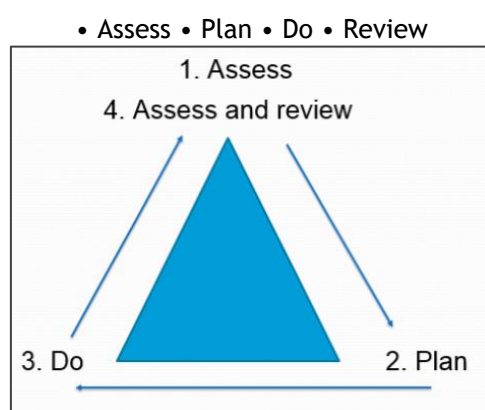 • Assess • Plan • Do • Review
1. Assess
4. Assess and review
3. Do
2. Plan